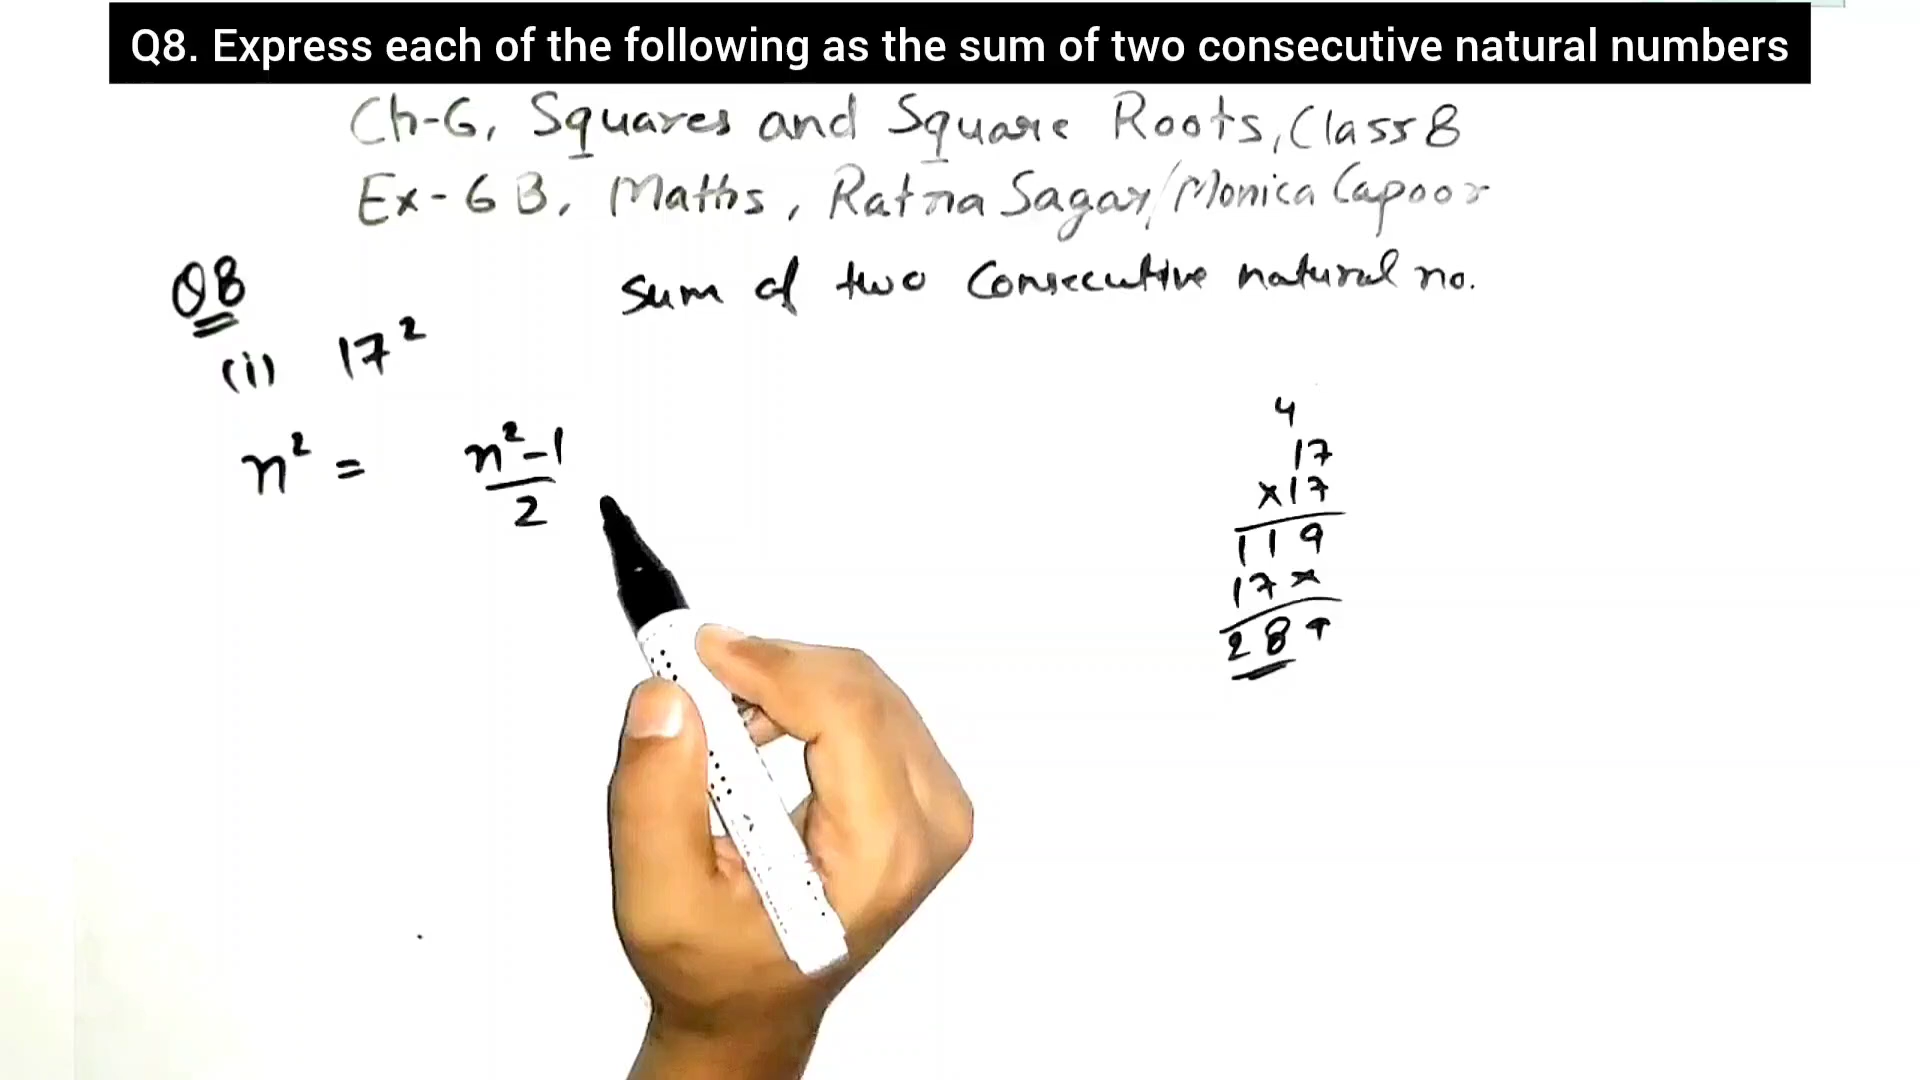 Q8. Express each of the following as the sum of two consecutive natural numbers
Ch-6, Squares and Square Roots, Class 8
Ex-6B, Maths, Ratna Sagar/Monica Capoor
Q8
sum of two Consecutive natural no.
(i) 17²
n² = n²-1/2
4
17
×17
119
17×
289